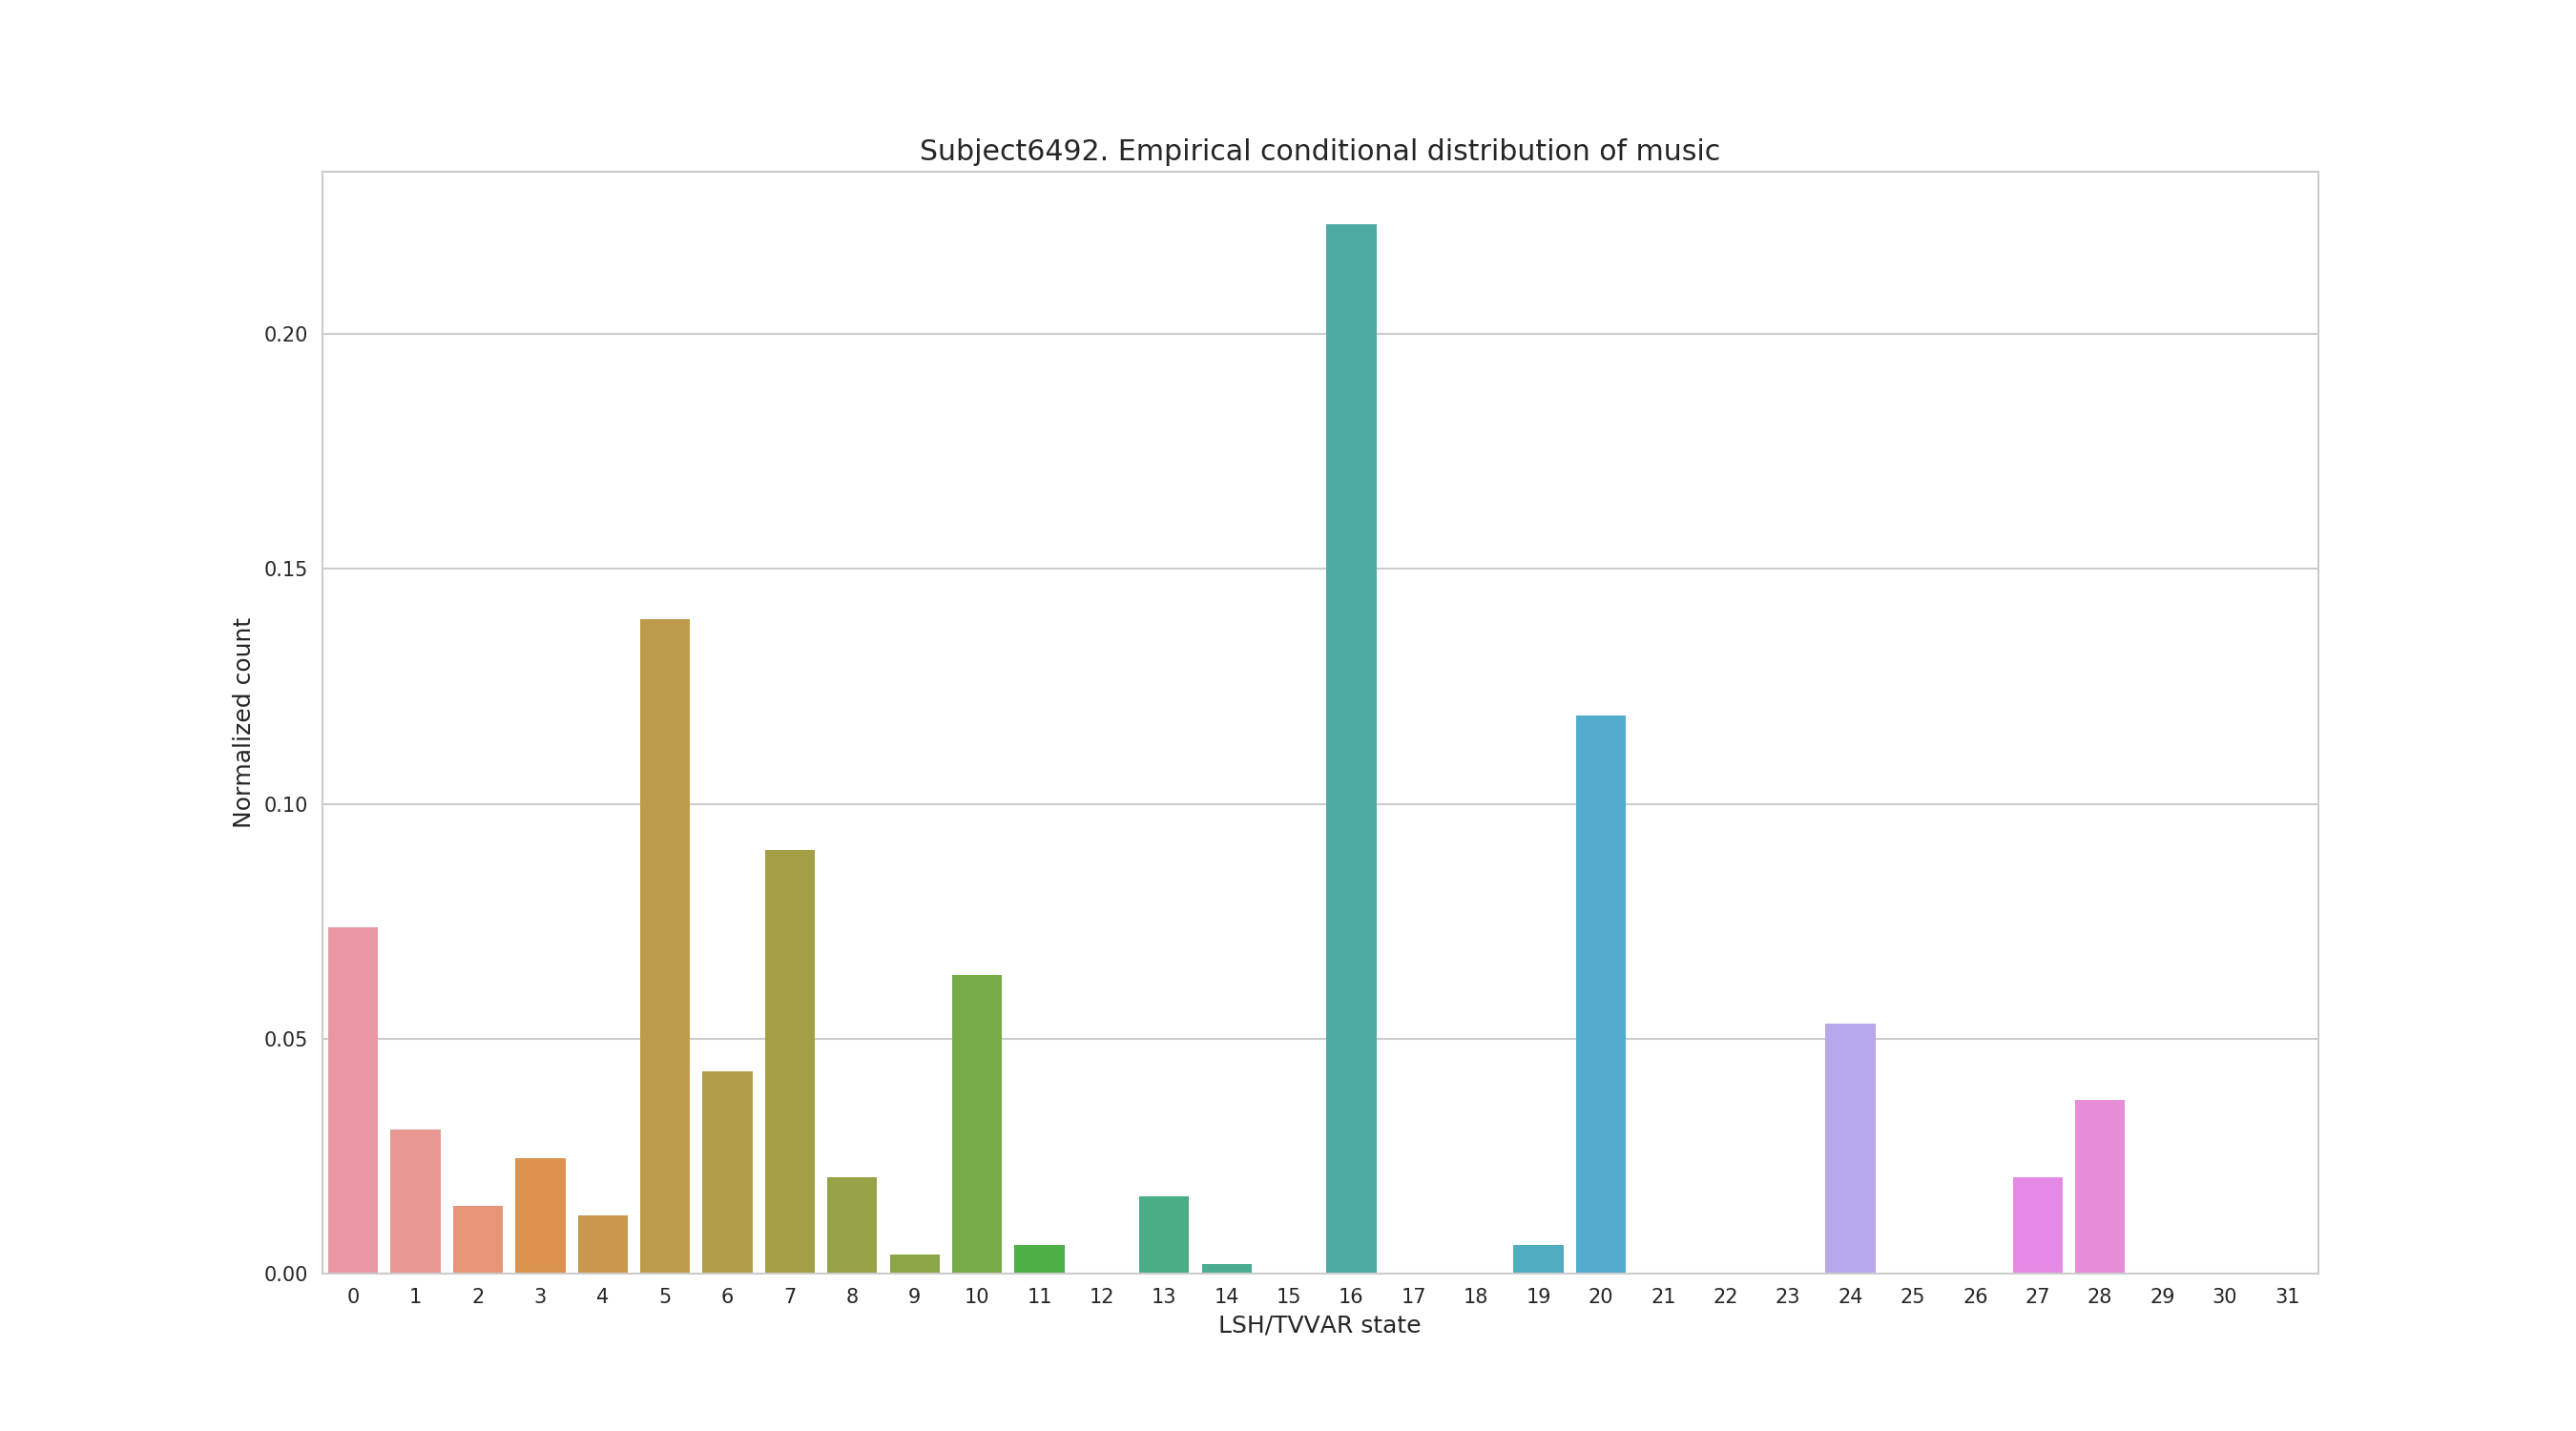 Subject6492. Empirical conditional distribution of music
Normalized count
0.20
0.15
0.10
0.05
0.00
0 1 2 3 4 5 6 7 8 9 10 11 12 13 14 15 16 17 18 19 20 21 22 23 24 25 26 27 28 29 30 31
LSH/TVVAR state